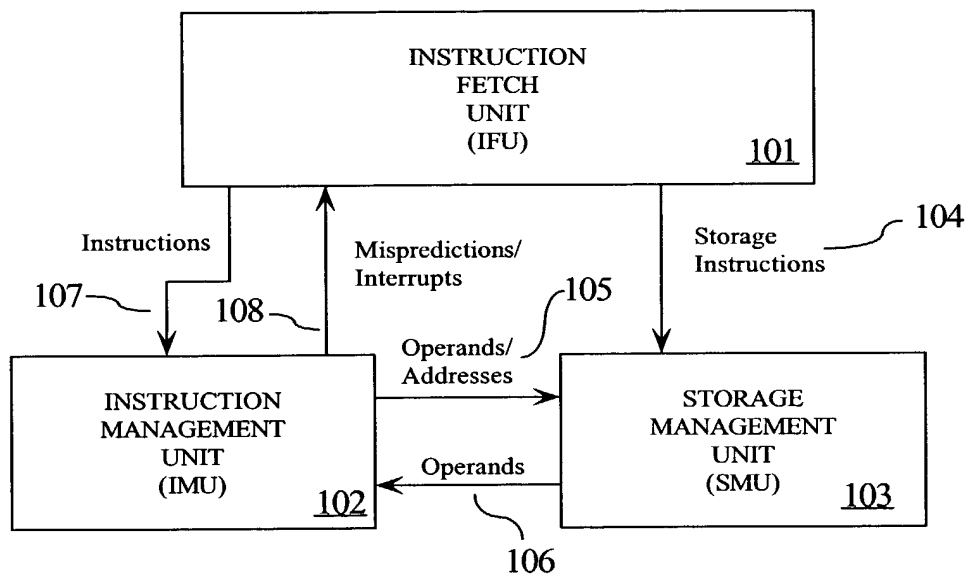 INSTRUCTION
FETCH
UNIT
(IFU)
101
Instructions
Mispredictions/
Interrupts
Storage
Instructions
104
107
108
105
Operands/
Addresses
INSTRUCTION
MANAGEMENT
UNIT
(IMU)
102
Operands
106
STORAGE
MANAGEMENT
UNIT
(SMU)
103